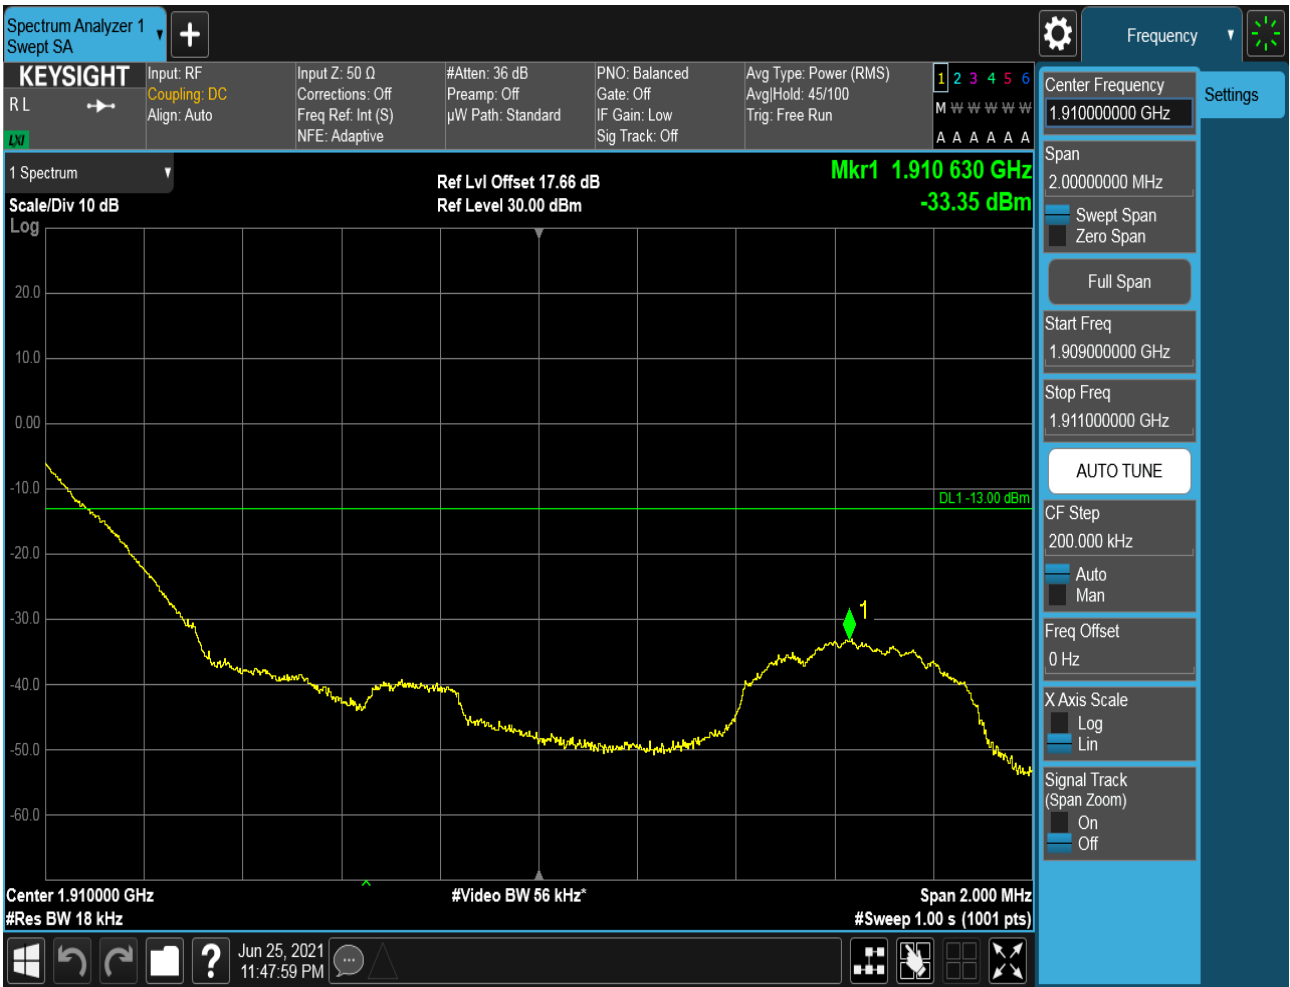 Spectrum Analyzer 1
Swept SA
Frequency
KEYSIGHT
R L
LXI
Input: RF
Coupling: DC
Align: Auto
Input Z: 50 Ω
Corrections: Off
Freq Ref: Int (S)
NFE: Adaptive
#Atten: 36 dB
Preamp: Off
µW Path: Standard
PNO: Balanced
Gate: Off
IF Gain: Low
Sig Track: Off
Avg Type: Power (RMS)
Avg|Hold: 45/100
Trig: Free Run
1 2 3 4 5 6
M W W W W W
A A A A A A
Center Frequency
1.910000000 GHz
Settings
Span
2.00000000 MHz
Swept Span
Zero Span
Full Span
Start Freq
1.909000000 GHz
Stop Freq
1.911000000 GHz
AUTO TUNE
CF Step
200.000 kHz
Auto
Man
Freq Offset
0 Hz
X Axis Scale
Log
Lin
Signal Track
(Span Zoom)
On
Off
1 Spectrum
Scale/Div 10 dB
Log
Ref Lvl Offset 17.66 dB
Ref Level 30.00 dBm
Mkr1 1.910 630 GHz
-33.35 dBm
20.0
10.0
0.00
-10.0
-20.0
-30.0
-40.0
-50.0
-60.0
DL1 -13.00 dBm
1
Center 1.910000 GHz
#Res BW 18 kHz
#Video BW 56 kHz*
Span 2.000 MHz
#Sweep 1.00 s (1001 pts)
?
Jun 25, 2021
11:47:59 PM